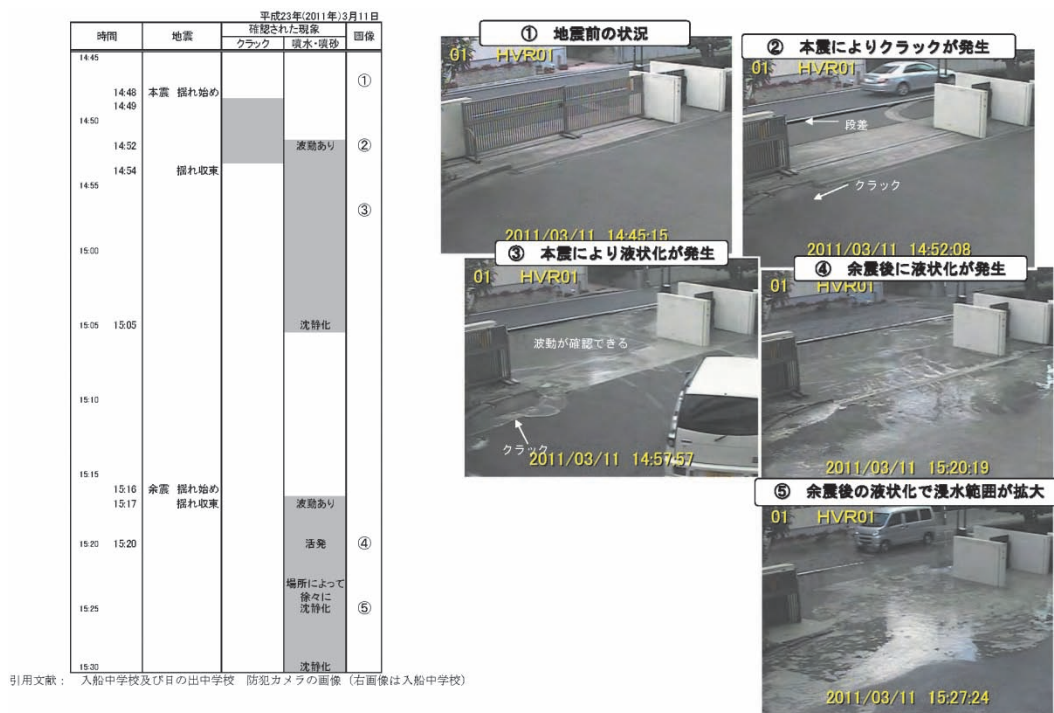 平成23年(2011年)3月11日
時間 地震 確認された現象 画像
クラック 噴水・噴砂
14:45
①
14:48 本震 揺れ始め
14:49
14:50
14:52 波動あり ②
14:54 揺れ収束
14:55
③
15:00
15:05 15:05 沈静化
15:10
15:15
15:16 余震 揺れ始め
15:17 揺れ収束 波動あり
15:20 15:20 活発 ④
場所によって
徐々に
15:25 沈静化 ⑤
15:30 沈静化
① 地震前の状況
01 HVR01
2011/03/11 14:45:15
② 本震によりクラックが発生
01 HVR01
段差
クラック
2011/03/11 14:52:08
③ 本震により液状化が発生
01 HVR01
波動が確認できる
クラック
2011/03/11 14:57:57
④ 余震後に液状化が発生
01 HVR01
2011/03/11 15:20:19
⑤ 余震後の液状化で浸水範囲が拡大
01 HVR01
2011/03/11 15:27:24
引用文献： 入船中学校及び日の出中学校 防犯カメラの画像（右画像は入船中学校）